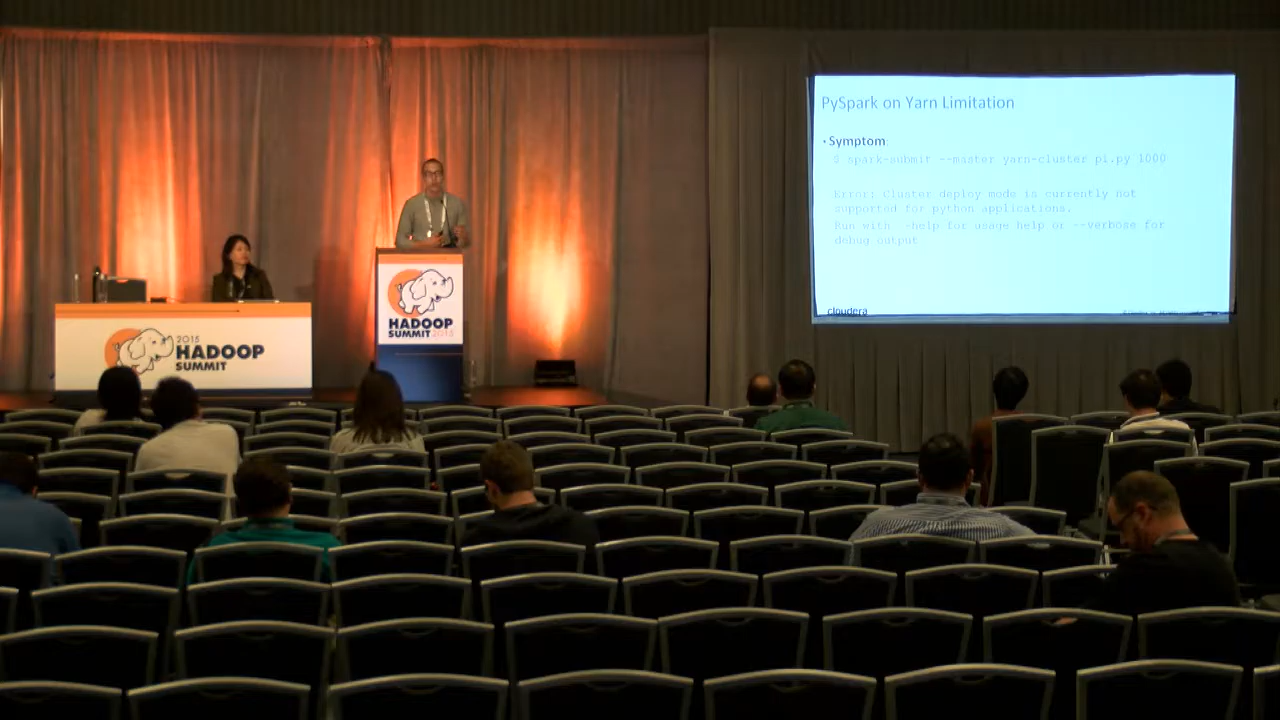 PySpark on Yarn Limitation
• Symptom:
$ spark-submit --master yarn-cluster pi.py 1000
Error: Cluster deploy mode is currently not
supported for python applications.
Run with -help for usage help or --verbose for
debug output
cloudera
HADOOP
SUMMIT 2015
2015
HADOOP
SUMMIT